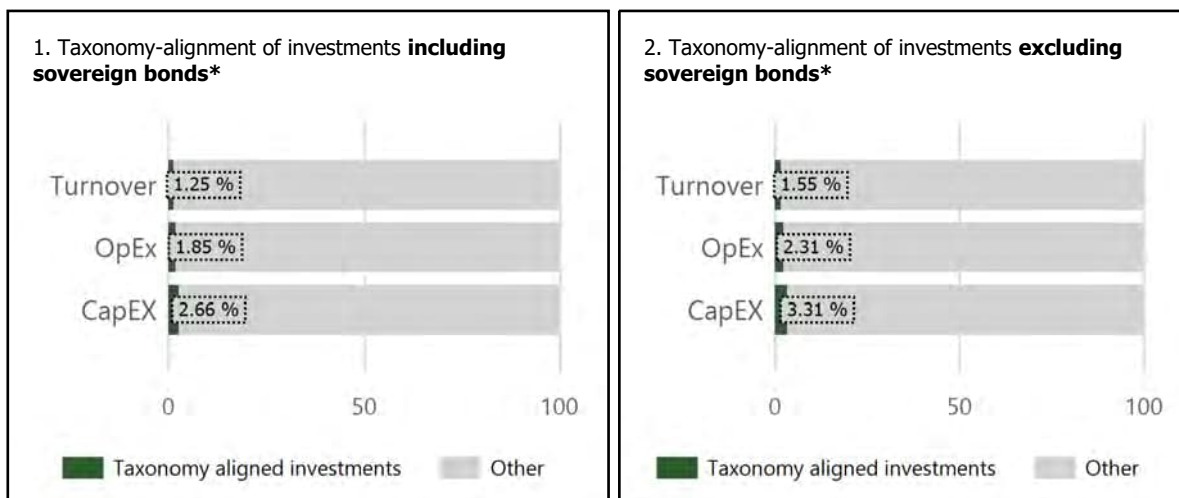 1. Taxonomy-alignment of investments including
sovereign bonds*
Turnover
1.25 %
OpEx
1.85 %
CapEX
2.66 %
0 50 100
Taxonomy aligned investments Other
2. Taxonomy-alignment of investments excluding
sovereign bonds*
Turnover
1.55 %
OpEx
2.31 %
CapEX
3.31 %
0 50 100
Taxonomy aligned investments Other